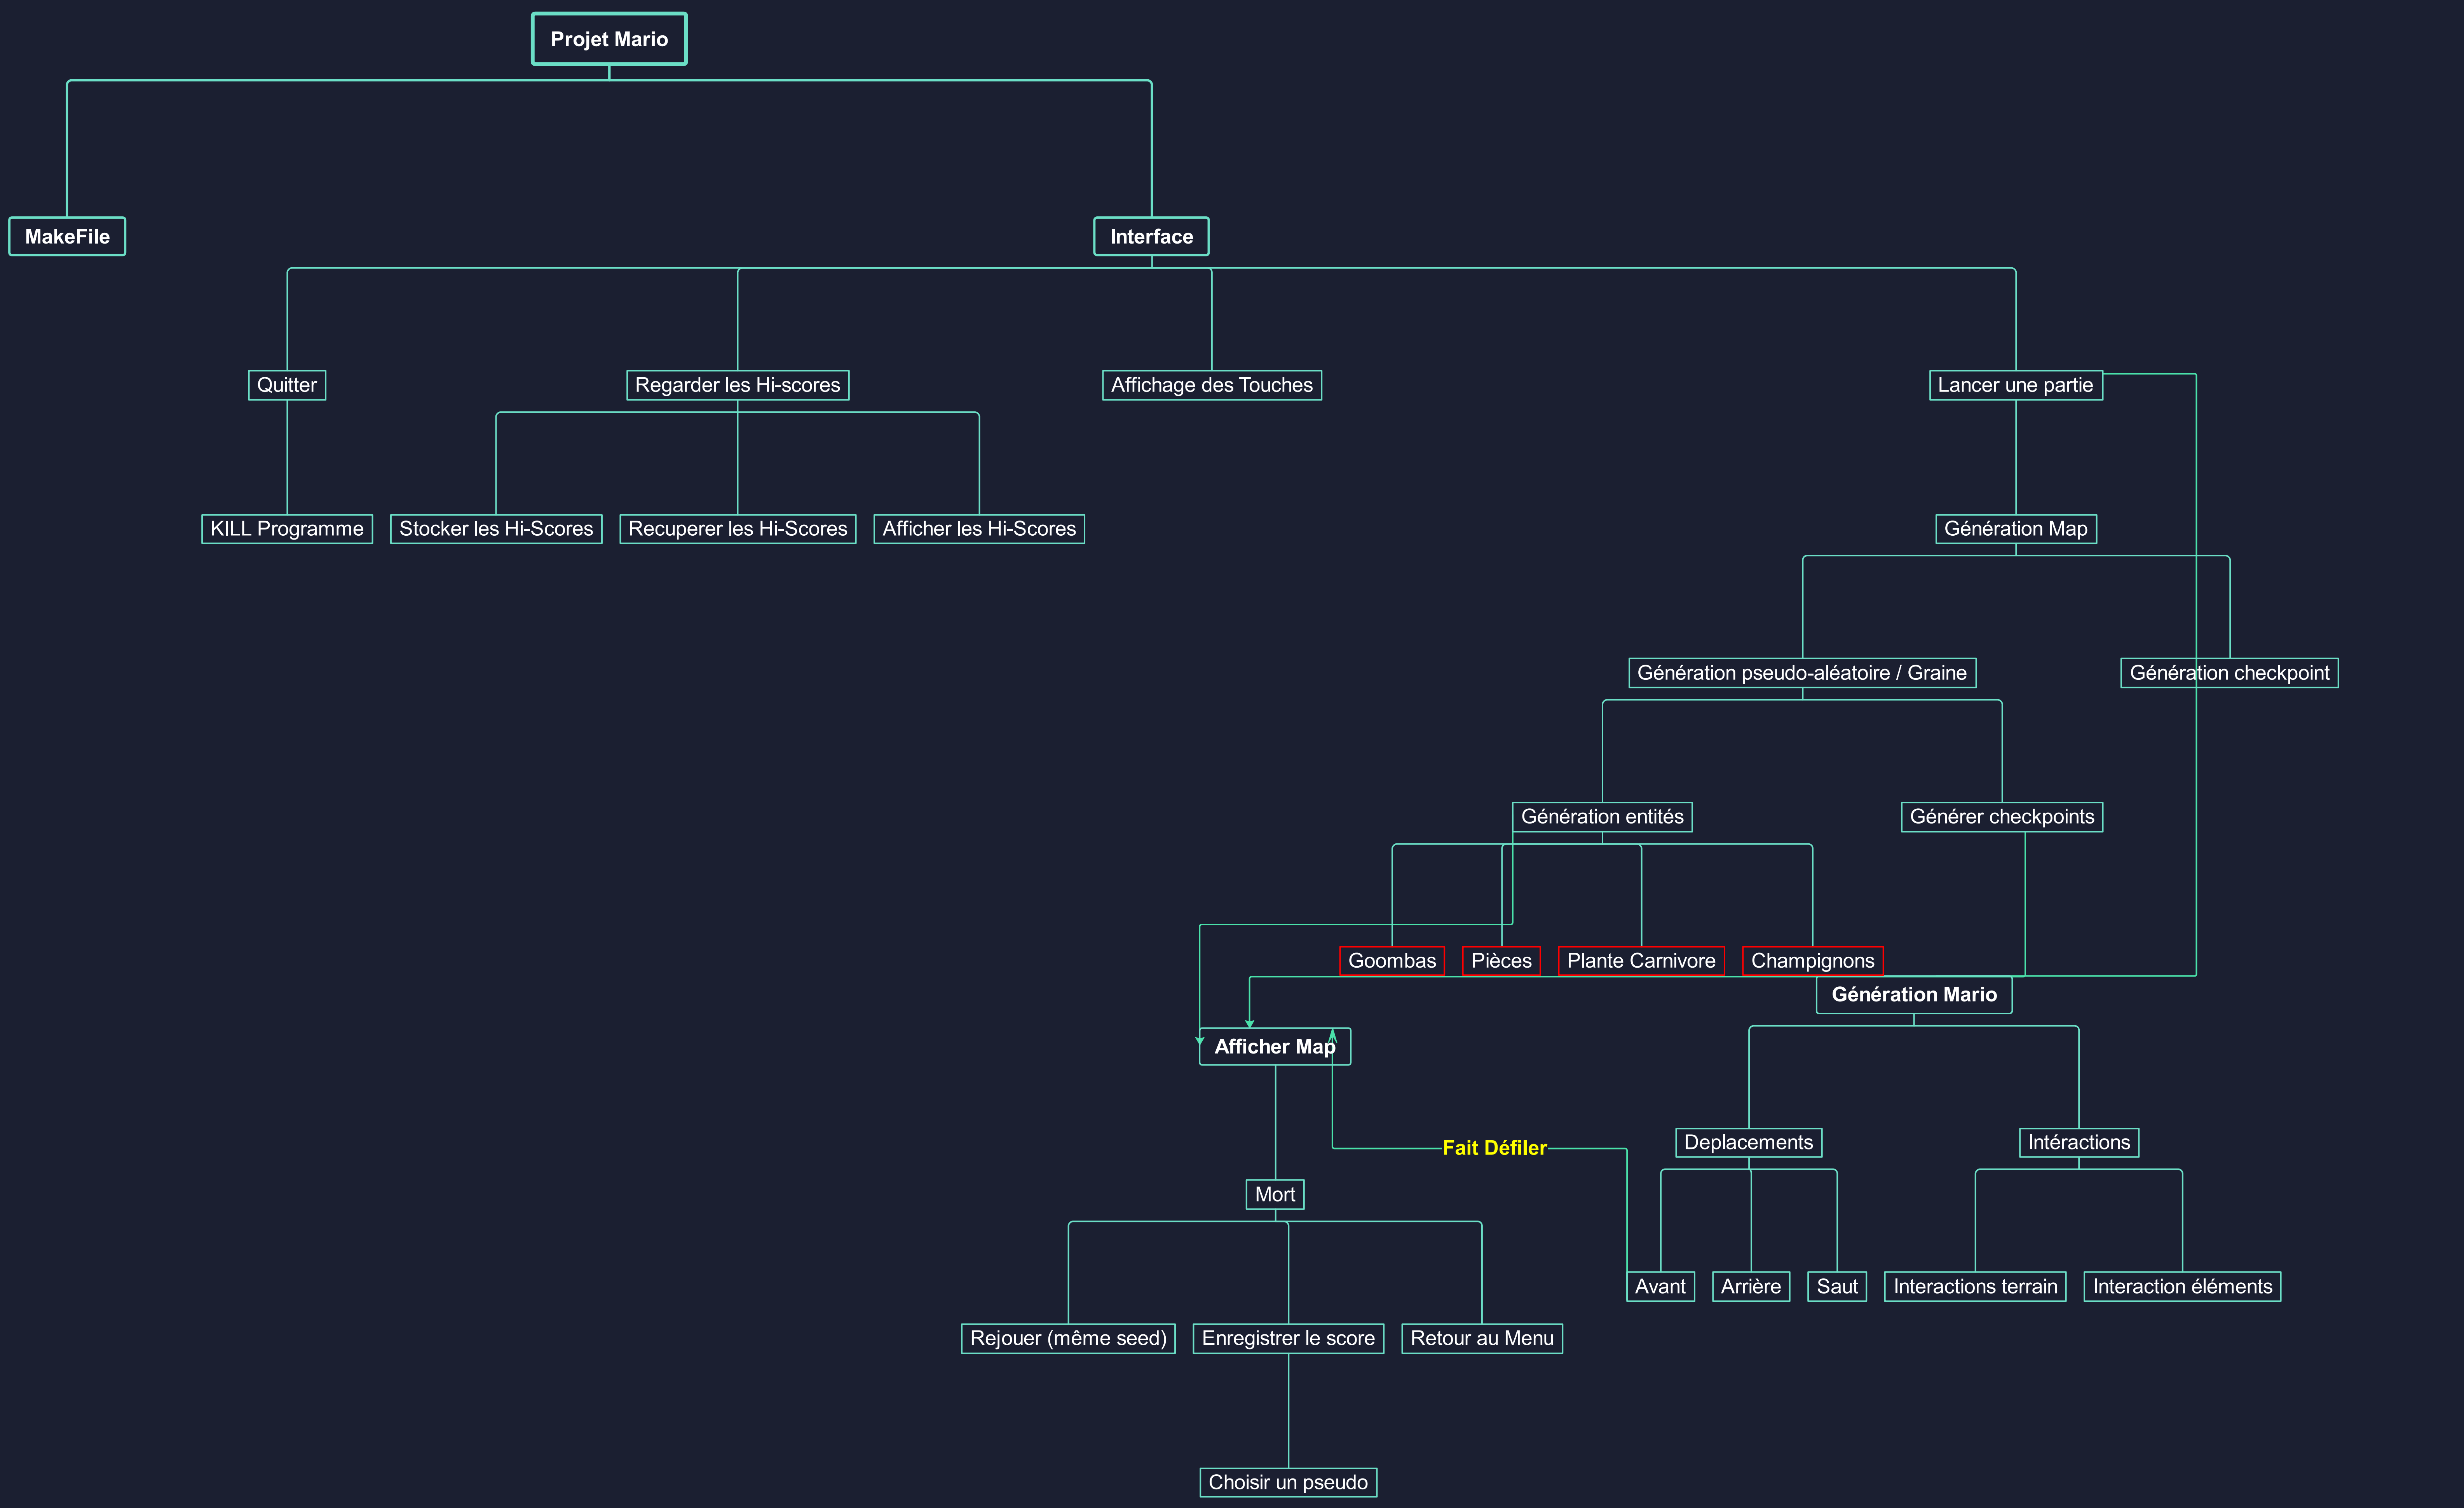 Projet Mario
MakeFile
Interface
Quitter
Regarder les Hi-scores
Affichage des Touches
Lancer une partie
KILL Programme
Stocker les Hi-Scores
Recuperer les Hi-Scores
Afficher les Hi-Scores
Génération Map
Génération pseudo-aléatoire / Graine
Génération checkpoint
Génération entités
Générer checkpoints
Goombas
Pièces
Plante Carnivore
Champignons
Génération Mario
Afficher Map
Deplacements
Intéractions
Fait Défiler
Mort
Avant
Arrière
Saut
Interactions terrain
Interaction éléments
Rejouer (même seed)
Enregistrer le score
Retour au Menu
Choisir un pseudo